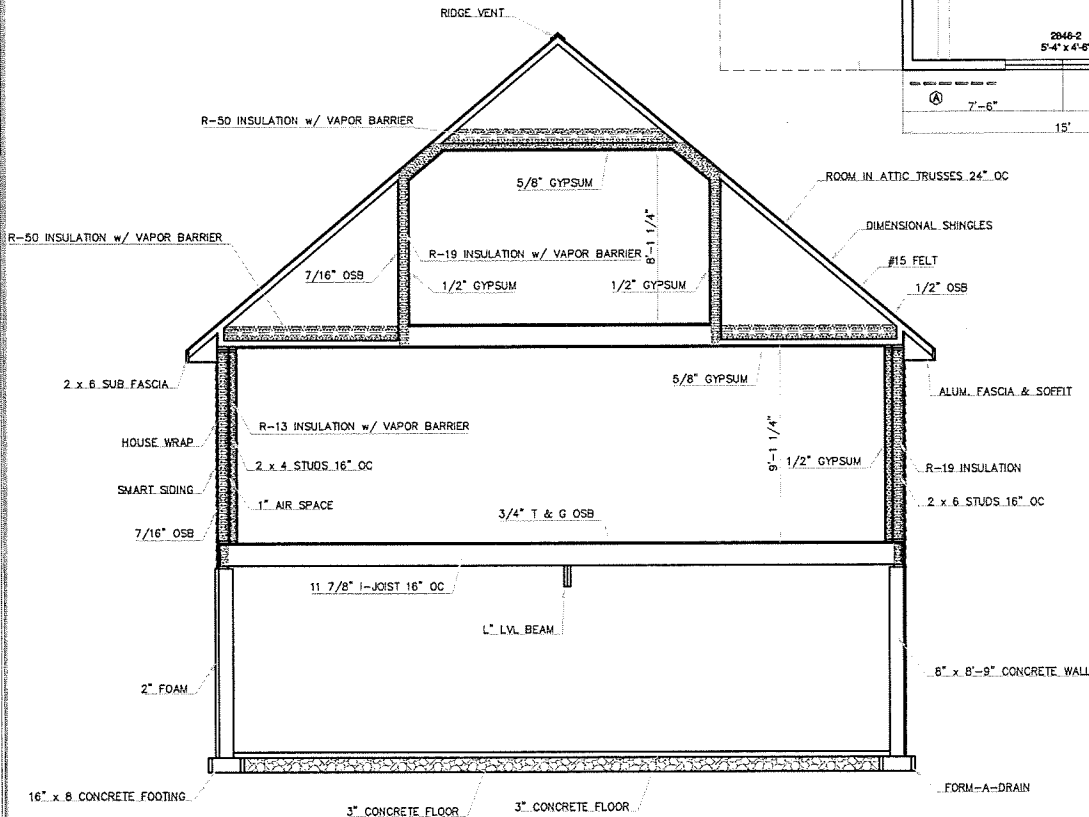 RIDGE VENT
2848-2
5'-4" x 4'-6"
A
7'-6"
15'
R-50 INSULATION w/ VAPOR BARRIER
5/8" GYPSUM
ROOM IN ATTIC TRUSSES 24" OC
DIMENSIONAL SHINGLES
R-50 INSULATION w/ VAPOR BARRIER
8'-1 1/4"
R-19 INSULATION w/ VAPOR BARRIER
#15 FELT
7/16" OSB
1/2" GYPSUM
1/2" GYPSUM
1/2" OSB
2 x 6 SUB FASCIA
5/8" GYPSUM
ALUM. FASCIA & SOFFIT
R-13 INSULATION w/ VAPOR BARRIER
HOUSE WRAP
9'-1 1/4"
2 x 4 STUDS 16" OC
1/2" GYPSUM
R-19 INSULATION
SMART SIDING
1" AIR SPACE
2 x 6 STUDS 16" OC
3/4" T & G OSB
7/16" OSB
11 7/8" I-JOIST 16" OC
L" LVL BEAM
8" x 8'-9" CONCRETE WALL
2" FOAM
FORM-A-DRAIN
16" x 8 CONCRETE FOOTING
3" CONCRETE FLOOR
3" CONCRETE FLOOR